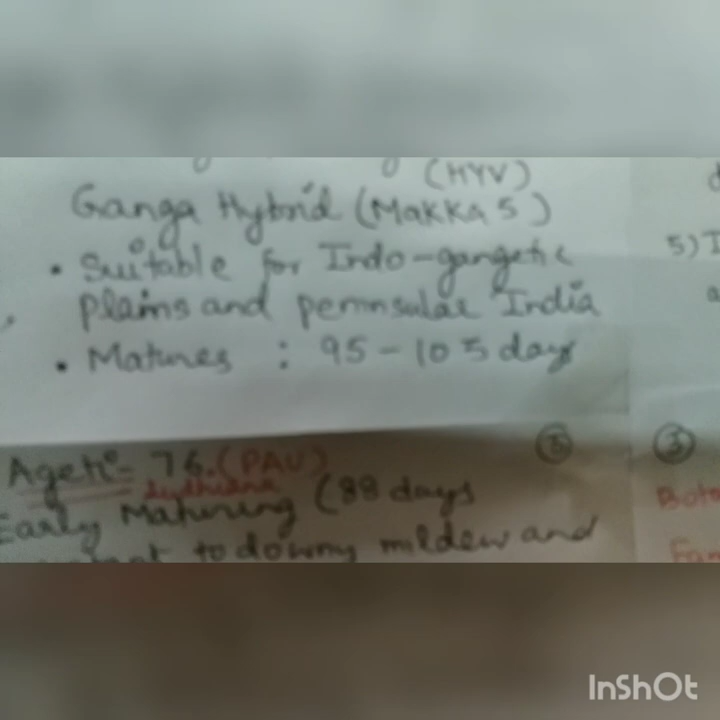 (HYV)
Ganga Hybrid (MAKKA 5)
• Suitable for Indo-gangetic
plains and peninsular India
• Matures : 95-105 days
5)
Ageti- 76 (PAU)
ludhiana
Early Maturing (88 days
to downy mildew and
InShOt